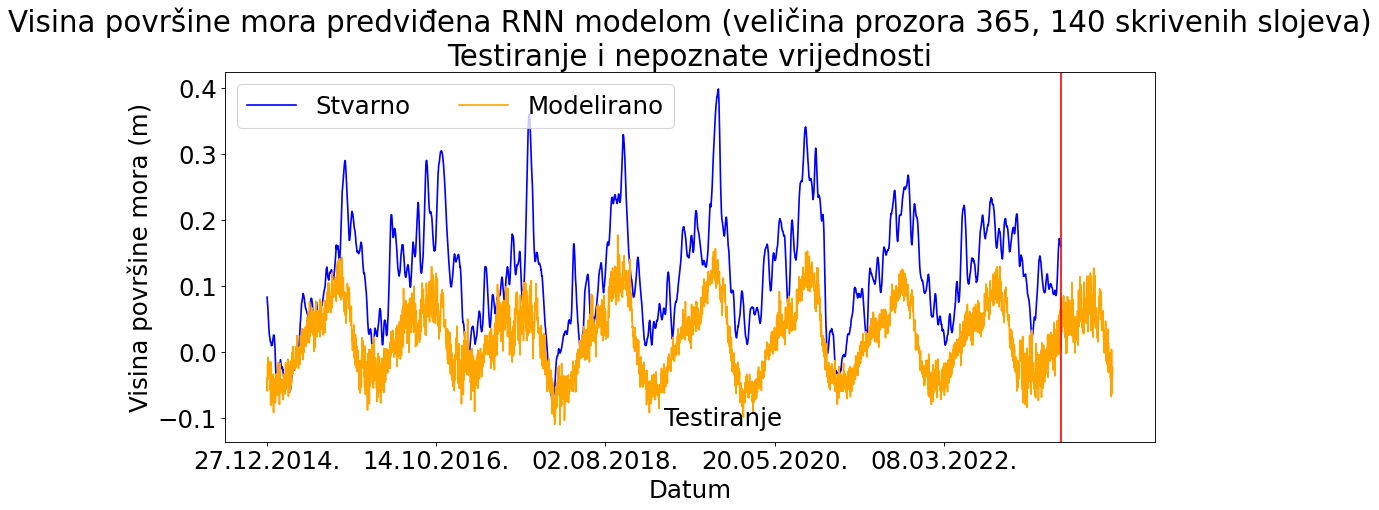 Visina površine mora predviđena RNN modelom (veličina prozora 365, 140 skrivenih slojeva)
Testiranje i nepoznate vrijednosti
Stvarno
Modelirano
Visina površine mora (m)
0.4
0.3
0.2
0.1
0.0
−0.1
Testiranje
27.12.2014.
14.10.2016.
02.08.2018.
20.05.2020.
08.03.2022.
Datum